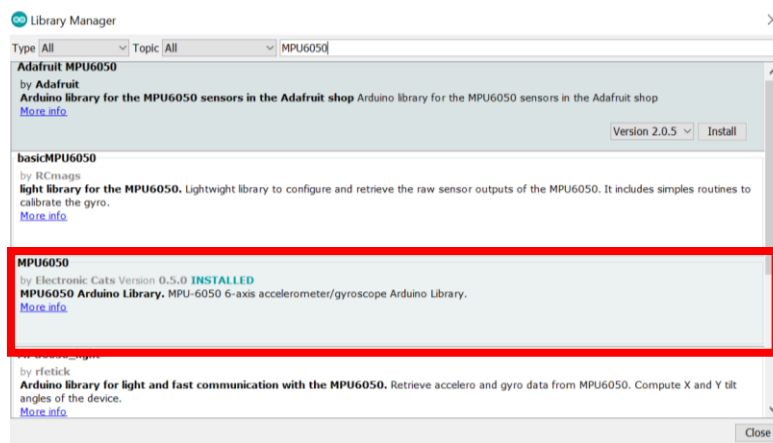 Library Manager
Type All Topic All MPU6050
Adafruit MPU6050
by Adafruit
Arduino library for the MPU6050 sensors in the Adafruit shop Arduino library for the MPU6050 sensors in the Adafruit shop
More info
Version 2.0.5 Install
basicMPU6050
by RCmags
light library for the MPU6050. Lightwight library to configure and retrieve the raw sensor outputs of the MPU6050. It includes simples routines to
calibrate the gyro.
More info
MPU6050
by Electronic Cats Version 0.5.0 INSTALLED
MPU6050 Arduino Library. MPU-6050 6-axis accelerometer/gyroscope Arduino Library.
More info
by rfetick
Arduino library for light and fast communication with the MPU6050. Retrieve accelero and gyro data from MPU6050. Compute X and Y tilt
angles of the device.
More info
Close